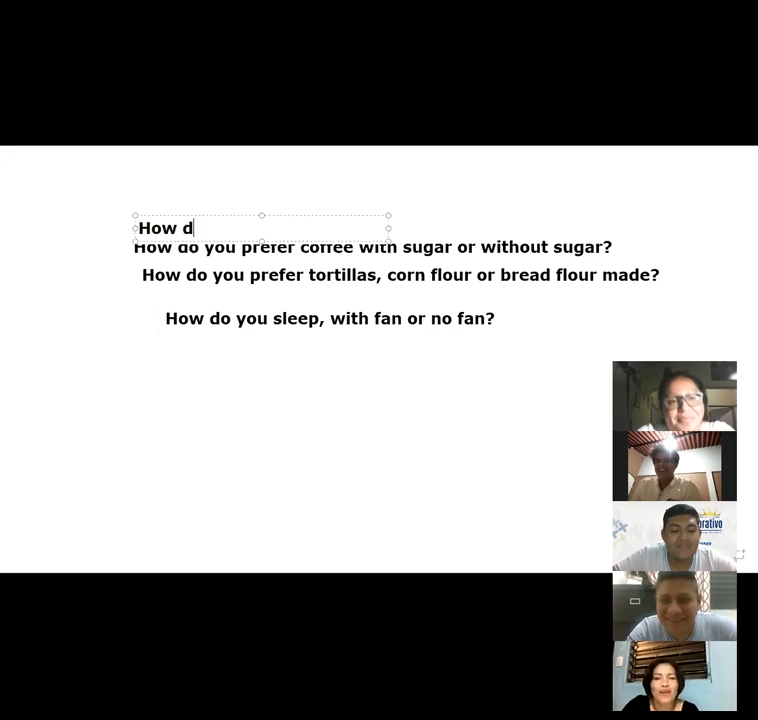 How d
How do you prefer coffee with sugar or without sugar?
How do you prefer tortillas, corn flour or bread flour made?
How do you sleep, with fan or no fan?
orativo